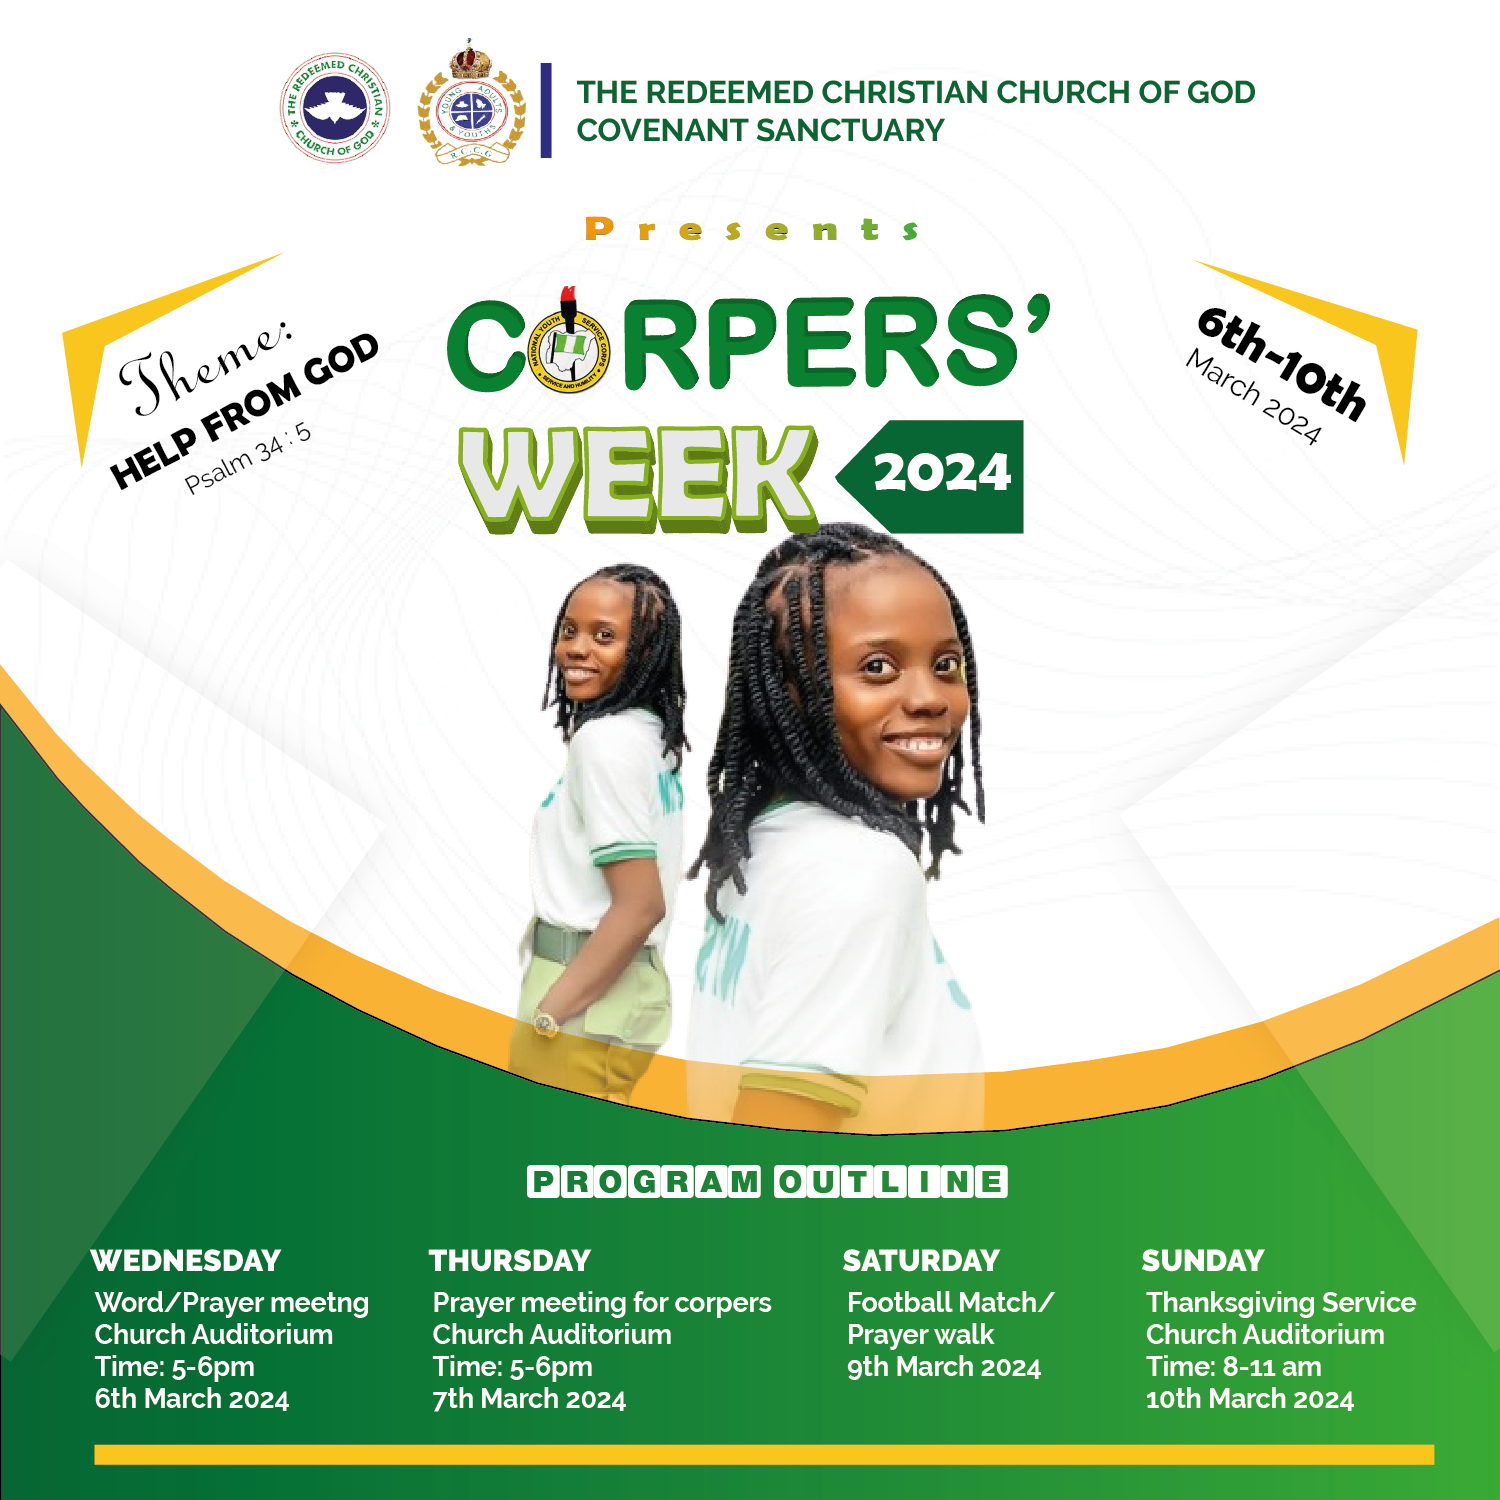 THE REDEEMED CHRISTIAN
CHURCH OF GOD
YOUNG ADULTS
& YOUTHS
R.C.C.G
THE REDEEMED CHRISTIAN CHURCH OF GOD
COVENANT SANCTUARY
Presents
Theme:
HELP FROM GOD
Psalm 34 : 5
CORPERS'
NATIONAL YOUTH SERVICE CORPS
SERVICE AND HUMILITY
WEEK
2024
6th-10th
March 2024
PROGRAM OUTLINE
WEDNESDAY
Word/Prayer meetng
Church Auditorium
Time: 5-6pm
6th March 2024
THURSDAY
Prayer meeting for corpers
Church Auditorium
Time: 5-6pm
7th March 2024
SATURDAY
Football Match/
Prayer walk
9th March 2024
SUNDAY
Thanksgiving Service
Church Auditorium
Time: 8-11 am
10th March 2024